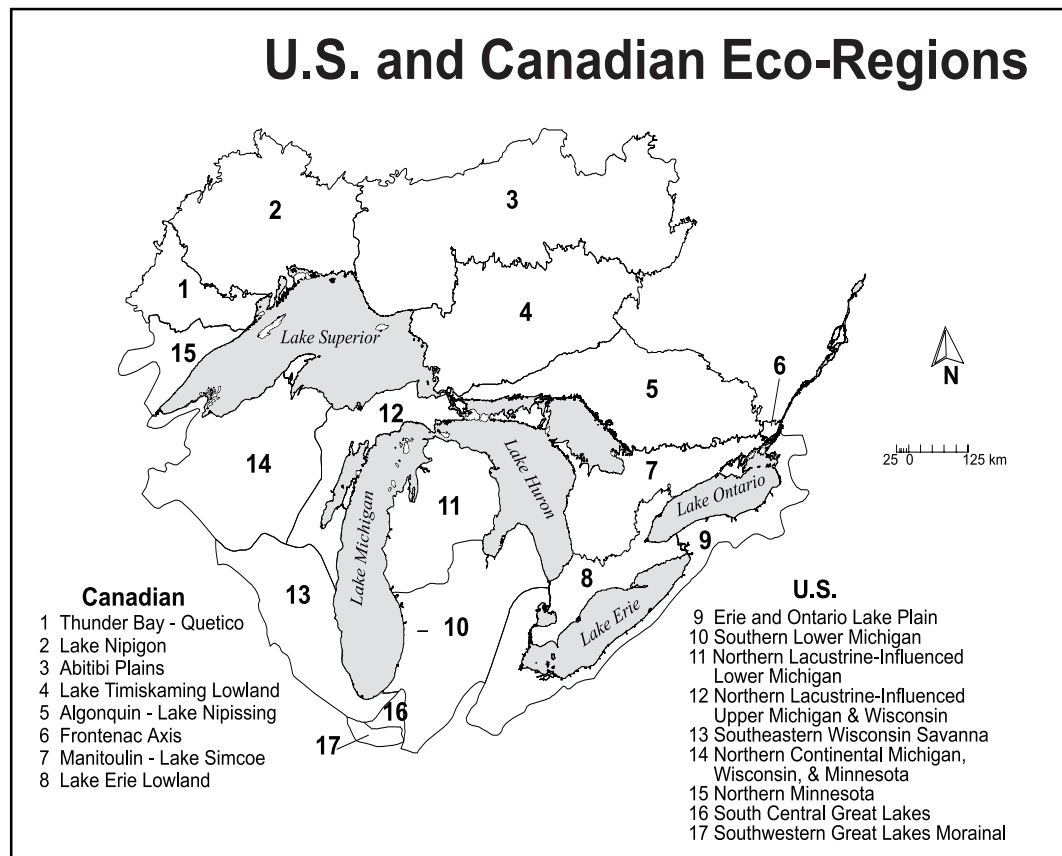 U.S. and Canadian Eco-Regions
2
3
1
4
15
Lake Superior
6
5
N
12
14
Lake Huron
7
25 0 125 km
Lake Ontario
11
Lake Michigan
9
13
8
10
Lake Erie
16
17
Canadian
1 Thunder Bay - Quetico
2 Lake Nipigon
3 Abitibi Plains
4 Lake Timiskaming Lowland
5 Algonquin - Lake Nipissing
6 Frontenac Axis
7 Manitoulin - Lake Simcoe
8 Lake Erie Lowland
U.S.
9 Erie and Ontario Lake Plain
10 Southern Lower Michigan
11 Northern Lacustrine-Influenced
Lower Michigan
12 Northern Lacustrine-Influenced
Upper Michigan & Wisconsin
13 Southeastern Wisconsin Savanna
14 Northern Continental Michigan,
Wisconsin, & Minnesota
15 Northern Minnesota
16 South Central Great Lakes
17 Southwestern Great Lakes Morainal